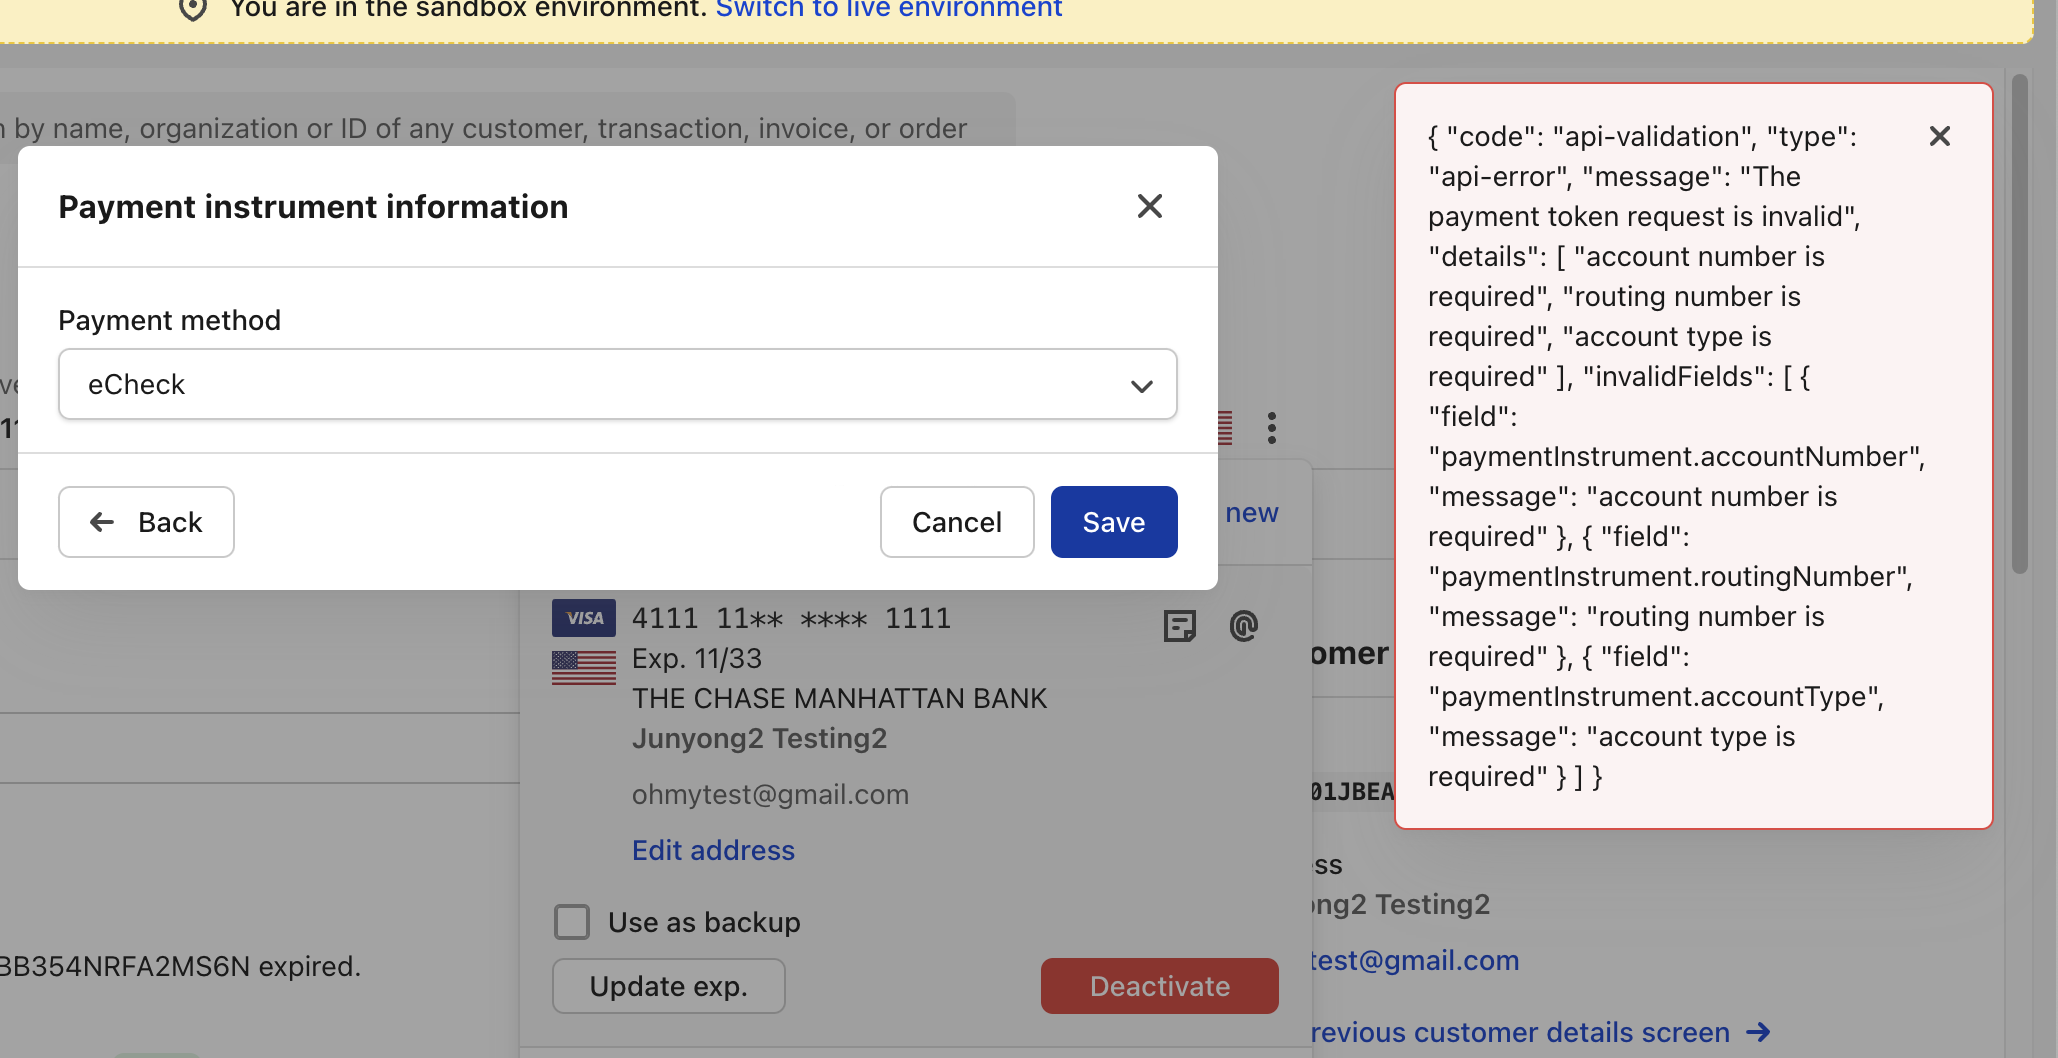 You are in the sandbox environment. Switch to live environment
by name, organization or ID of any customer, transaction, invoice, or order
Payment instrument information
Payment method
eCheck
Back
Cancel
Save
new
VISA
4111 11** **** 1111
Exp. 11/33
THE CHASE MANHATTAN BANK
Junyong2 Testing2
ohmytest@gmail.com
Edit address
Use as backup
Update exp.
Deactivate
BB354NRFA2MS6N expired.
{ "code": "api-validation", "type":
"api-error", "message": "The
payment token request is invalid",
"details": [ "account number is
required", "routing number is
required", "account type is
required" ], "invalidFields": [ {
"field":
"paymentInstrument.accountNumber",
"message": "account number is
required" }, { "field":
"paymentInstrument.routingNumber",
"message": "routing number is
required" }, { "field":
"paymentInstrument.accountType",
"message": "account type is
required" } ] }
omer
01JBEA
ess
ong2 Testing2
test@gmail.com
revious customer details screen